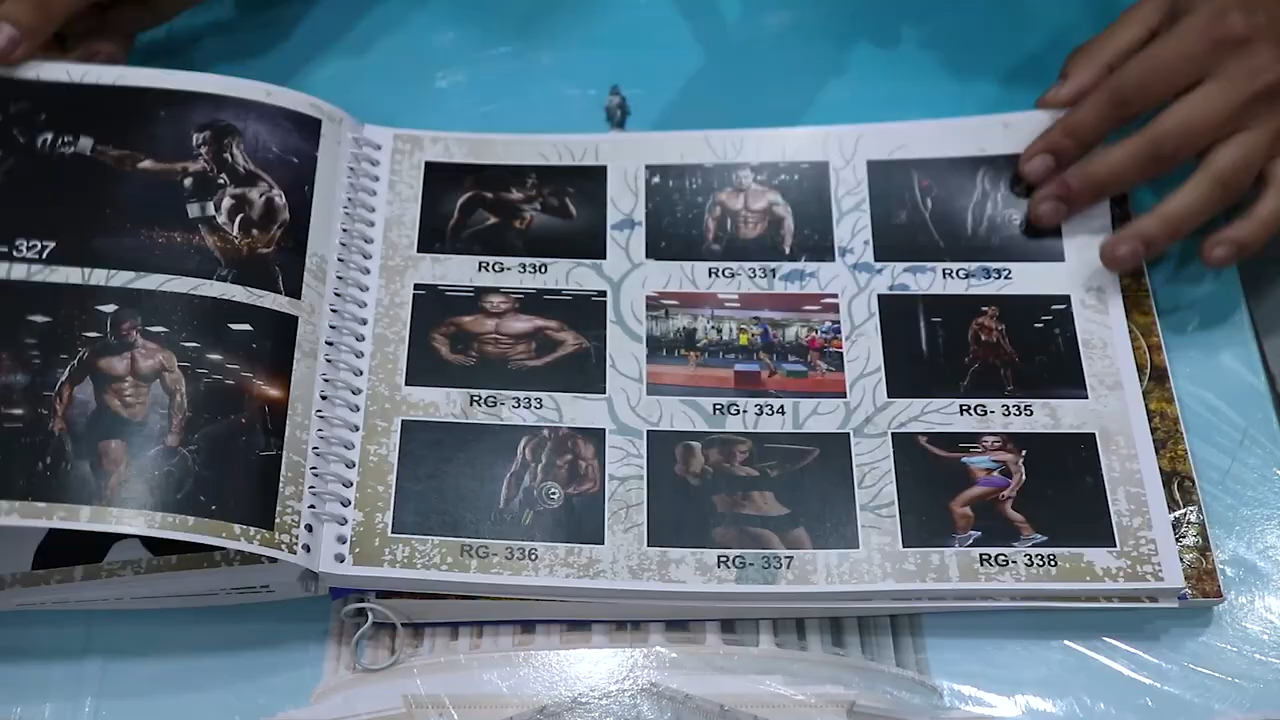 - 327
RG- 330
RG- 331
RG- 332
RG- 333
RG- 334
RG- 335
RG- 336
RG- 337
RG- 338